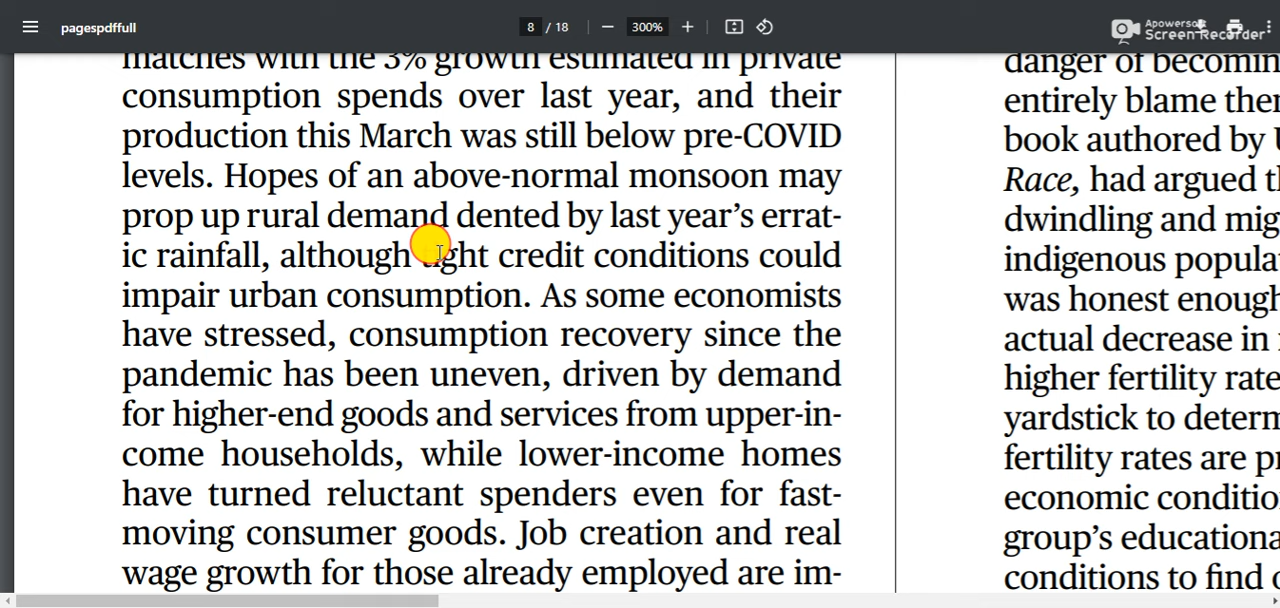 pagespdffull
8 / 18
300%
Apowersoft
Screen Recorder
matches with the 3% growth estimated in private
consumption spends over last year, and their
production this March was still below pre-COVID
levels. Hopes of an above-normal monsoon may
prop up rural demand dented by last year’s errat-
ic rainfall, although tight credit conditions could
impair urban consumption. As some economists
have stressed, consumption recovery since the
pandemic has been uneven, driven by demand
for higher-end goods and services from upper-in-
come households, while lower-income homes
have turned reluctant spenders even for fast-
moving consumer goods. Job creation and real
wage growth for those already employed are im-
danger of becomin
entirely blame ther
book authored by U
Race, had argued tl
dwindling and mig
indigenous popula
was honest enough
actual decrease in
higher fertility rate
yardstick to detern
fertility rates are pr
economic conditio
group’s educationa
conditions to find